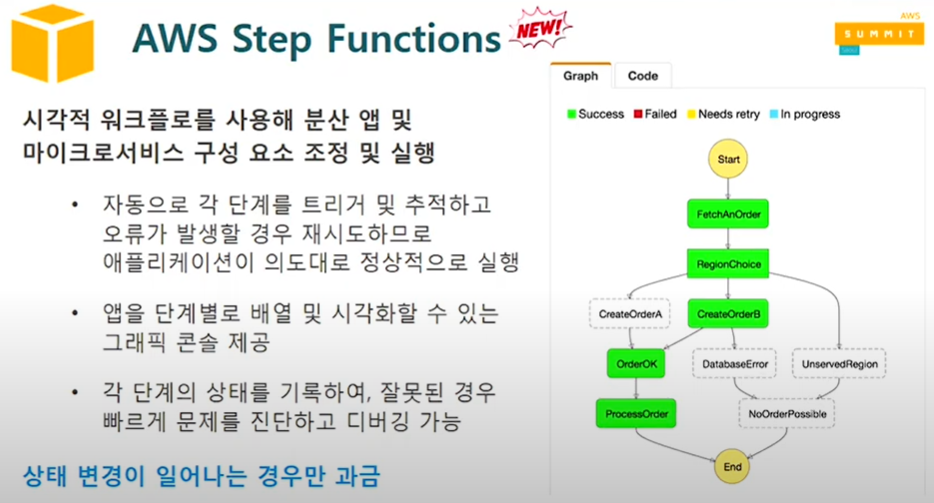 AWS Step Functions
NEW!
AWS
SUMMIT
시각적 워크플로를 사용해 분산 앱 및
마이크로서비스 구성 요소 조정 및 실행
• 자동으로 각 단계를 트리거 및 추적하고
오류가 발생할 경우 재시도하므로
애플리케이션이 의도대로 정상적으로 실행
• 앱을 단계별로 배열 및 시각화할 수 있는
그래픽 콘솔 제공
• 각 단계의 상태를 기록하여, 잘못된 경우
빠르게 문제를 진단하고 디버깅 가능
상태 변경이 일어나는 경우만 과금
Graph
Code
Success
Failed
Needs retry
In progress
Start
FetchAnOrder
RegionChoice
CreateOrderA
CreateOrderB
OrderOK
DatabaseError
UnservedRegion
ProcessOrder
NoOrderPossible
End